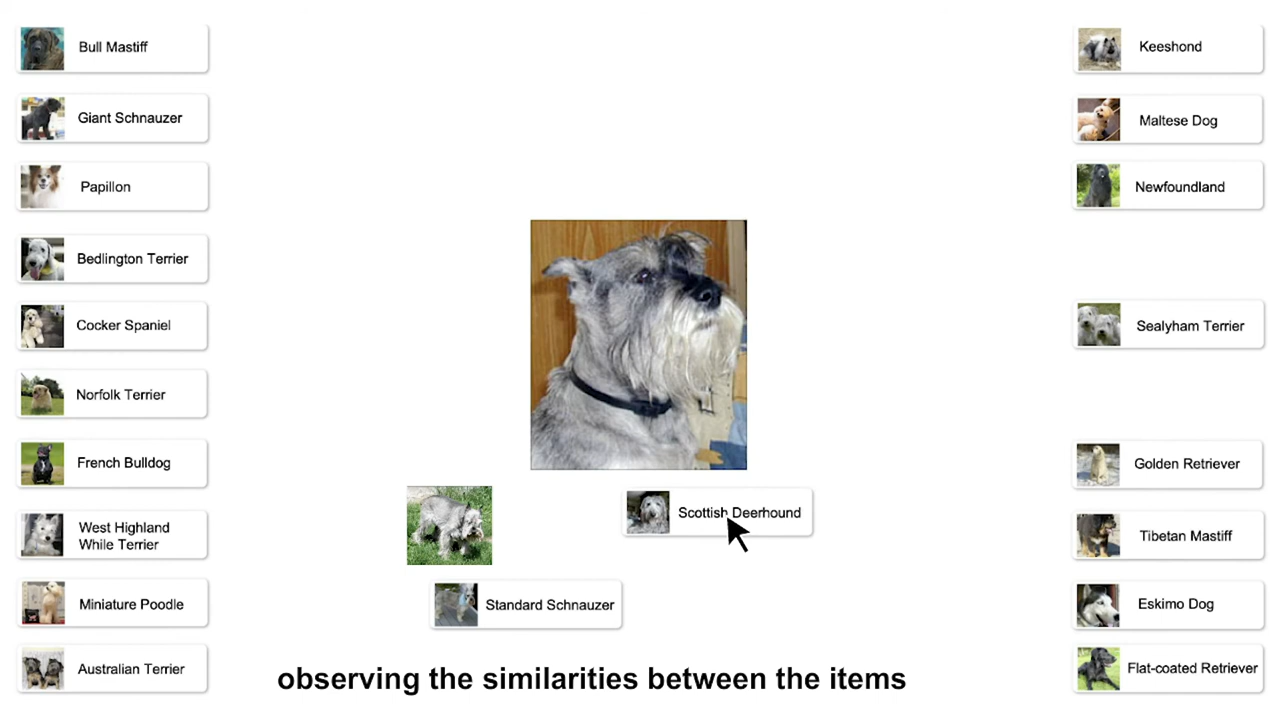 Bull Mastiff
Giant Schnauzer
Papillon
Bedlington Terrier
Cocker Spaniel
Norfolk Terrier
French Bulldog
West Highland
While Terrier
Miniature Poodle
Australian Terrier
Keeshond
Maltese Dog
Newfoundland
Sealyham Terrier
Golden Retriever
Tibetan Mastiff
Eskimo Dog
Flat-coated Retriever
Scottish Deerhound
Standard Schnauzer
observing the similarities between the items